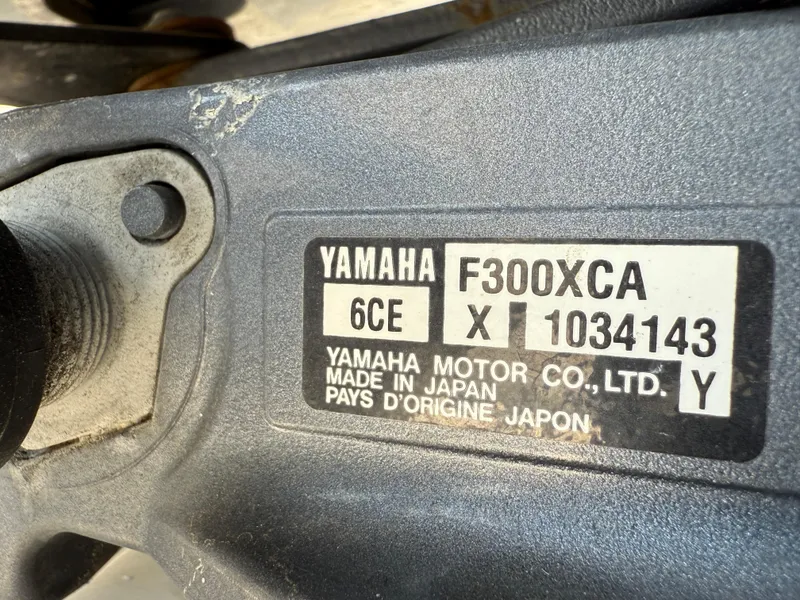 YAMAHA F300XCA
6CE X 1034143
YAMAHA MOTOR CO., LTD. Y
MADE IN JAPAN
PAYS D'ORIGINE JAPON